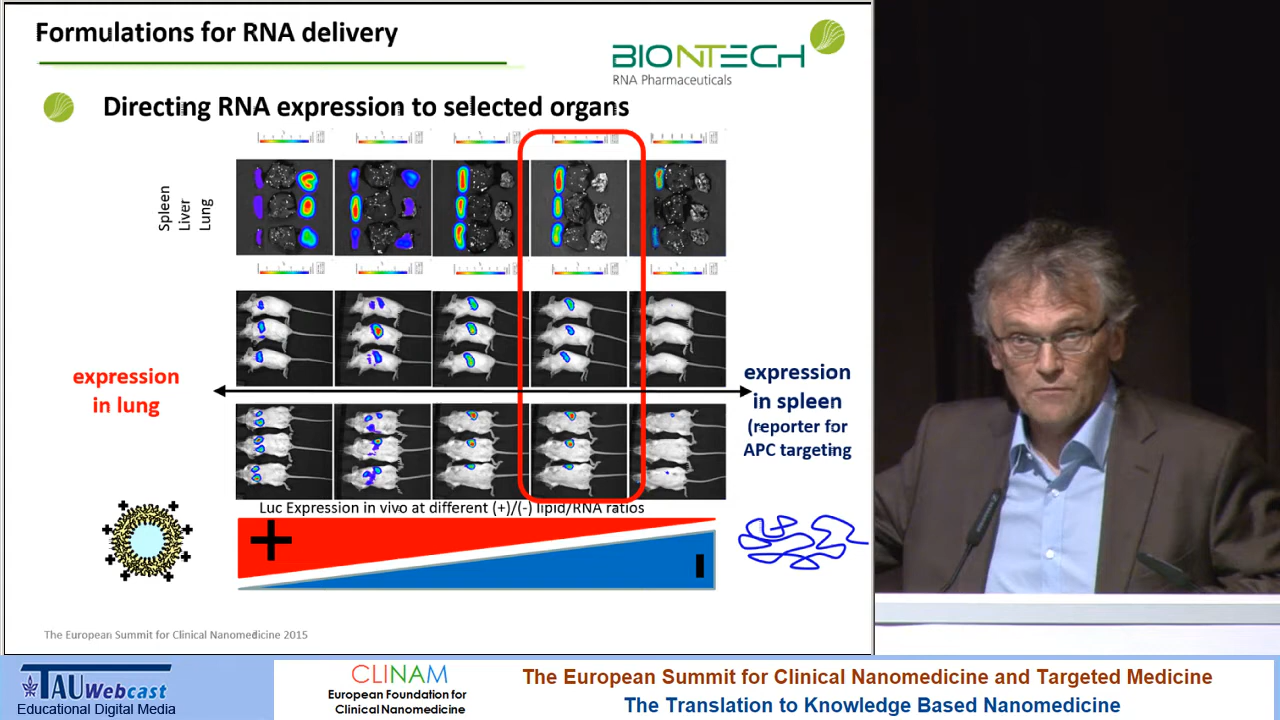 Formulations for RNA delivery
BIONTECH
RNA Pharmaceuticals
Directing RNA expression to selected organs
Spleen
Liver
Lung
expression
in lung
expression
in spleen
(reporter for
APC targeting
Luc Expression in vivo at different (+)/(-) lipid/RNA ratios
The European Summit for Clinical Nanomedicine 2015
TAU Webcast
Educational Digital Media
CLINAM
European Foundation for
Clinical Nanomedicine
The European Summit for Clinical Nanomedicine and Targeted Medicine
The Translation to Knowledge Based Nanomedicine